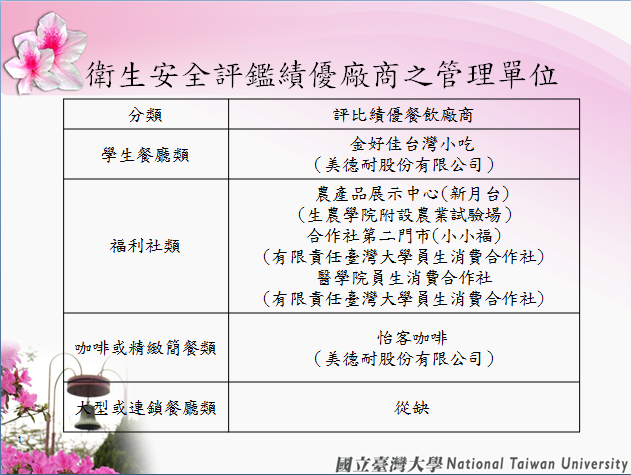 衛生安全評鑑績優廠商之管理單位
分類 評比績優餐飲廠商
學生餐廳類
金好佳台灣小吃
(美德耐股份有限公司)
福利社類
農產品展示中心(新月台)
(生農學院附設農業試驗場)
合作社第二門市(小小福)
(有限責任臺灣大學員生消費合作社)
醫學院員生消費合作社
(有限責任臺灣大學員生消費合作社)
咖啡或精緻簡餐類
怡客咖啡
(美德耐股份有限公司)
大型或連鎖餐廳類 從缺
1
國立臺灣大學 National Taiwan University